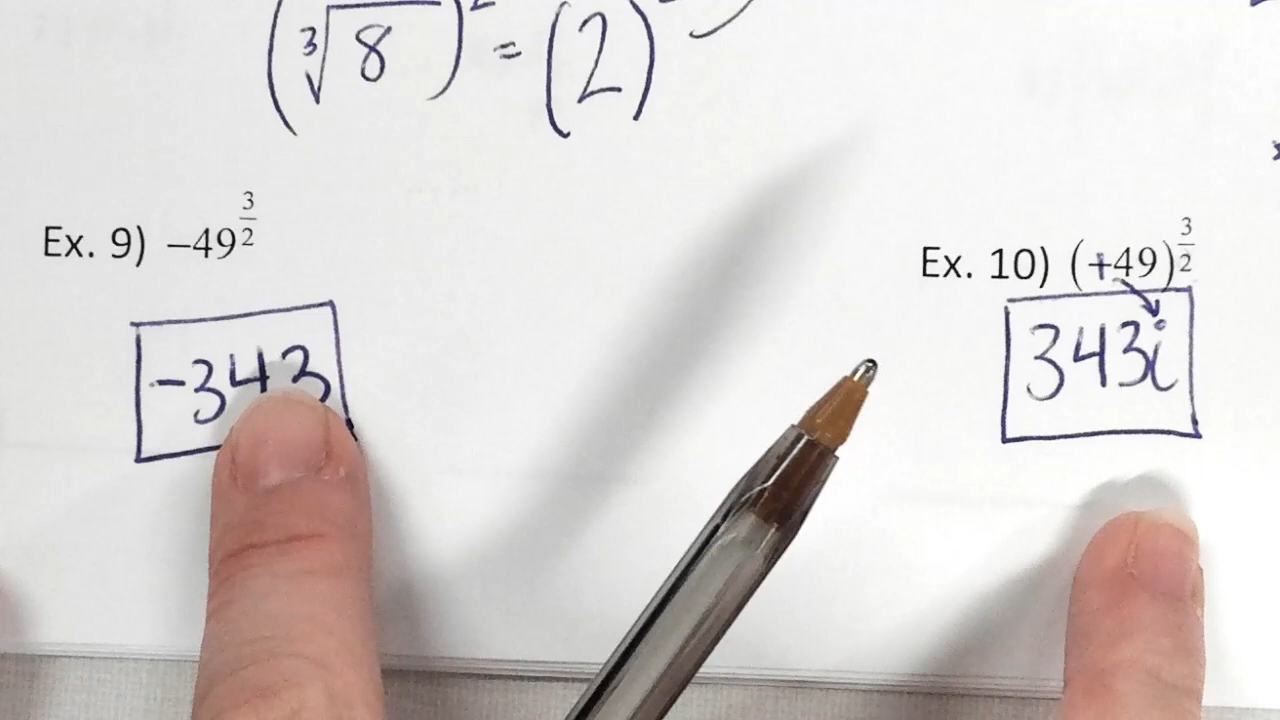 (∛8)² = (2)
Ex. 9) −49^(3/2)
-343
Ex. 10) (+49)^(3/2)
343i